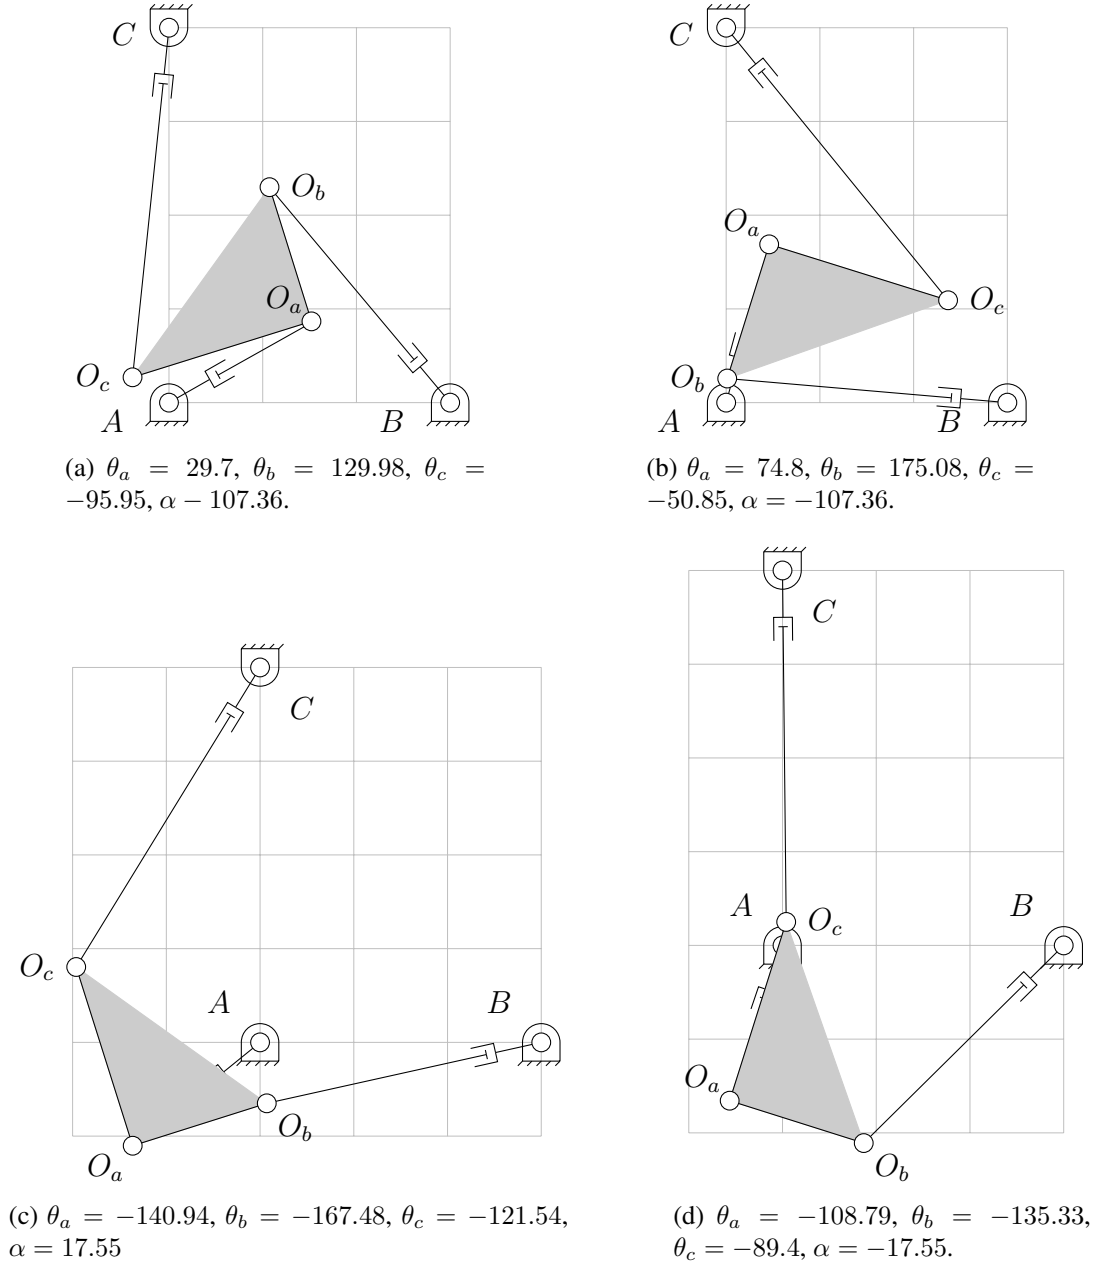 C
C
O_b
O_a
O_a
O_c
O_c
O_b
A
B
A
B
(a) θ_a = 29.7, θ_b = 129.98, θ_c =
−95.95, α − 107.36.
(b) θ_a = 74.8, θ_b = 175.08, θ_c =
−50.85, α = −107.36.
C
C
O_c
A
B
O_b
O_a
A
O_c
B
O_a
O_b
(c) θ_a = −140.94, θ_b = −167.48, θ_c = −121.54,
α = 17.55
(d) θ_a = −108.79, θ_b = −135.33,
θ_c = −89.4, α = −17.55.